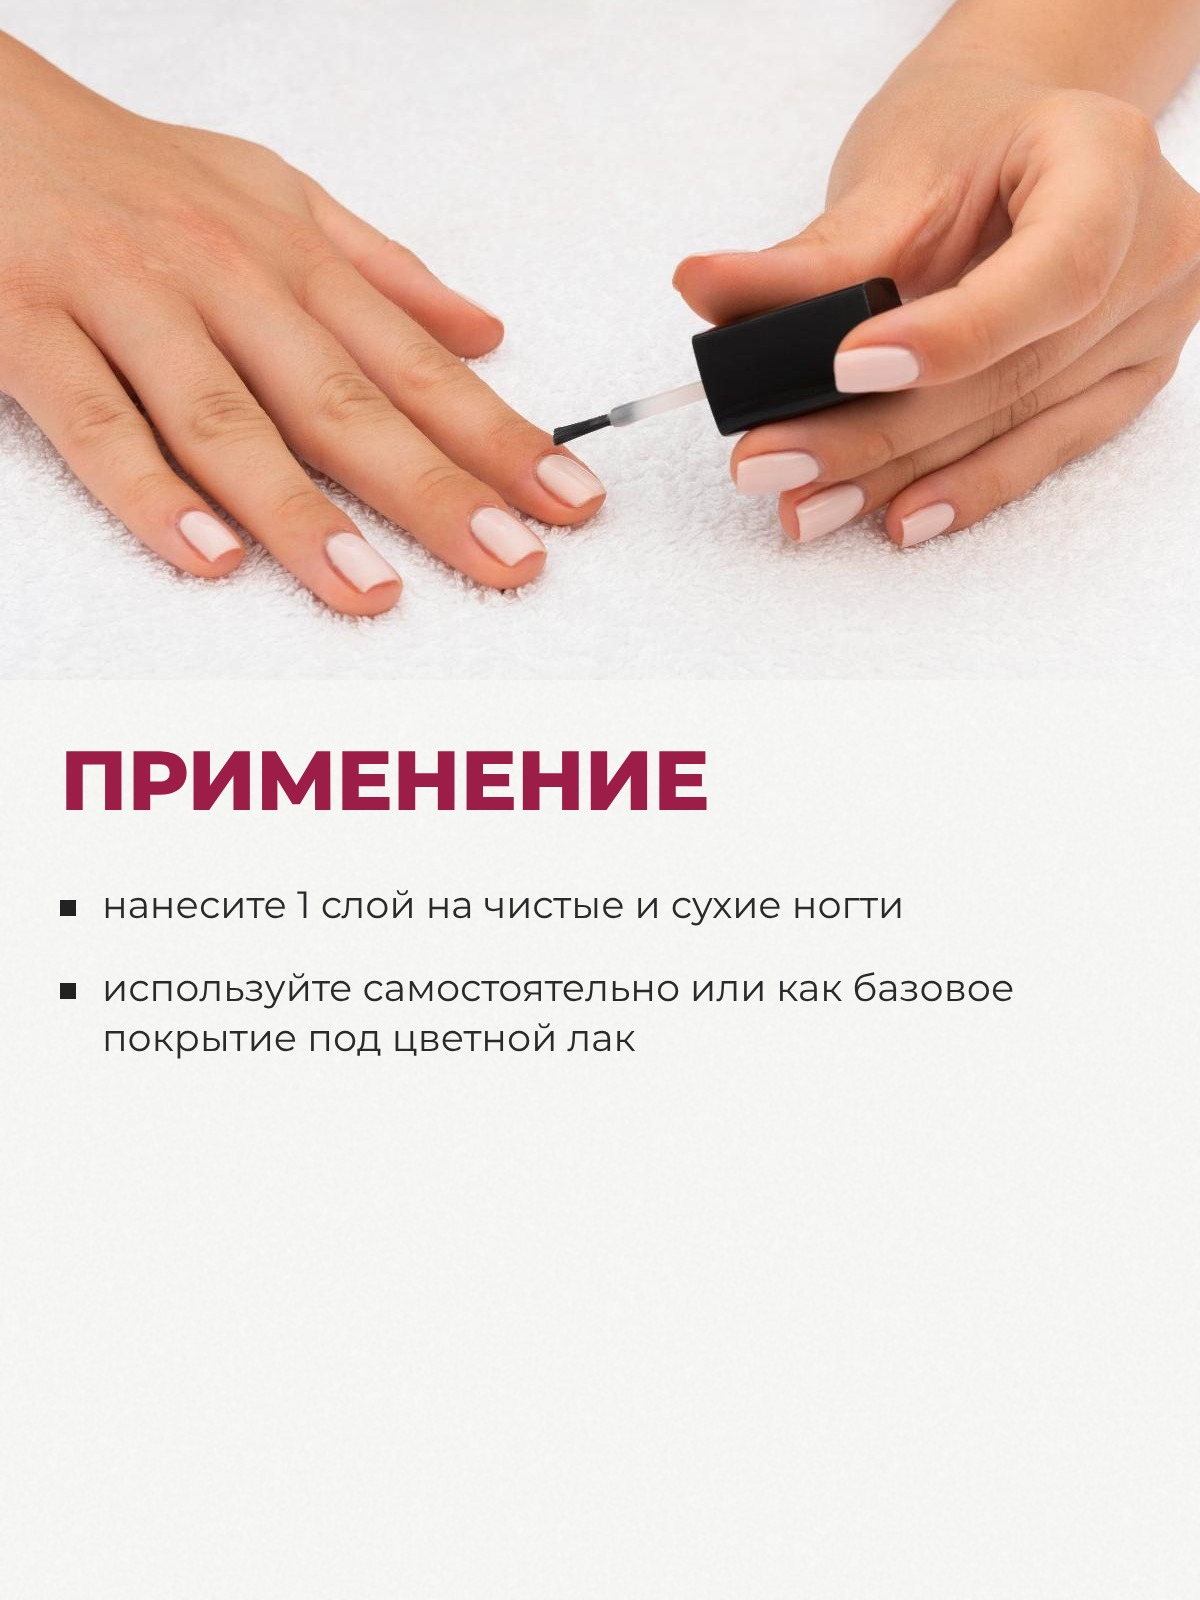 ПРИМЕНЕНИЕ
нанесите 1 слой на чистые и сухие ногти
используйте самостоятельно или как базовое
покрытие под цветной лак